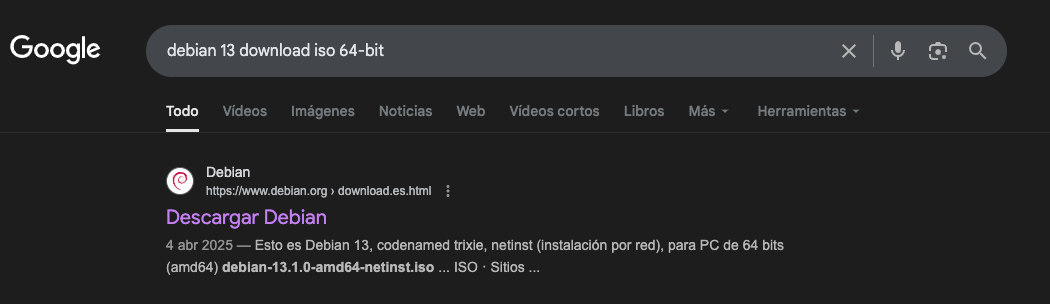 Google
debian 13 download iso 64-bit
Todo Vídeos Imágenes Noticias Web Vídeos cortos Libros Más Herramientas
Debian
https://www.debian.org › download.es.html
Descargar Debian
4 abr 2025 — Esto es Debian 13, codenamed trixie, netinst (instalación por red), para PC de 64 bits
(amd64) debian-13.1.0-amd64-netinst.iso ... ISO · Sitios ...